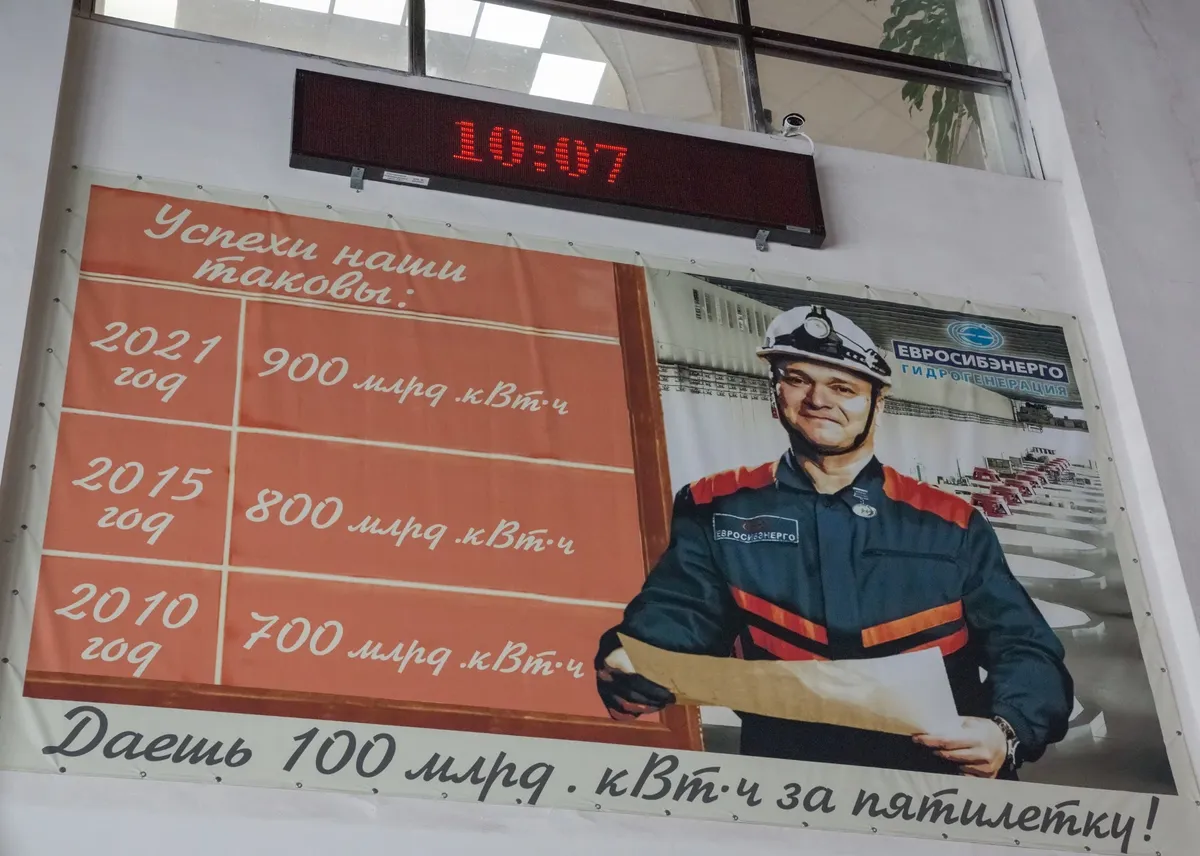 10:07
Успехи наши
таковы:
2021
год
900 млрд.кВт·ч
2015
год
800 млрд.кВт·ч
2010
год
700 млрд.кВт·ч
ЕВРОСИБЭНЕРГО
ГИДРОГЕНЕРАЦИЯ
ЕВРОСИБЭНЕРГО
Даешь 100 млрд. кВт·ч за пятилетку!